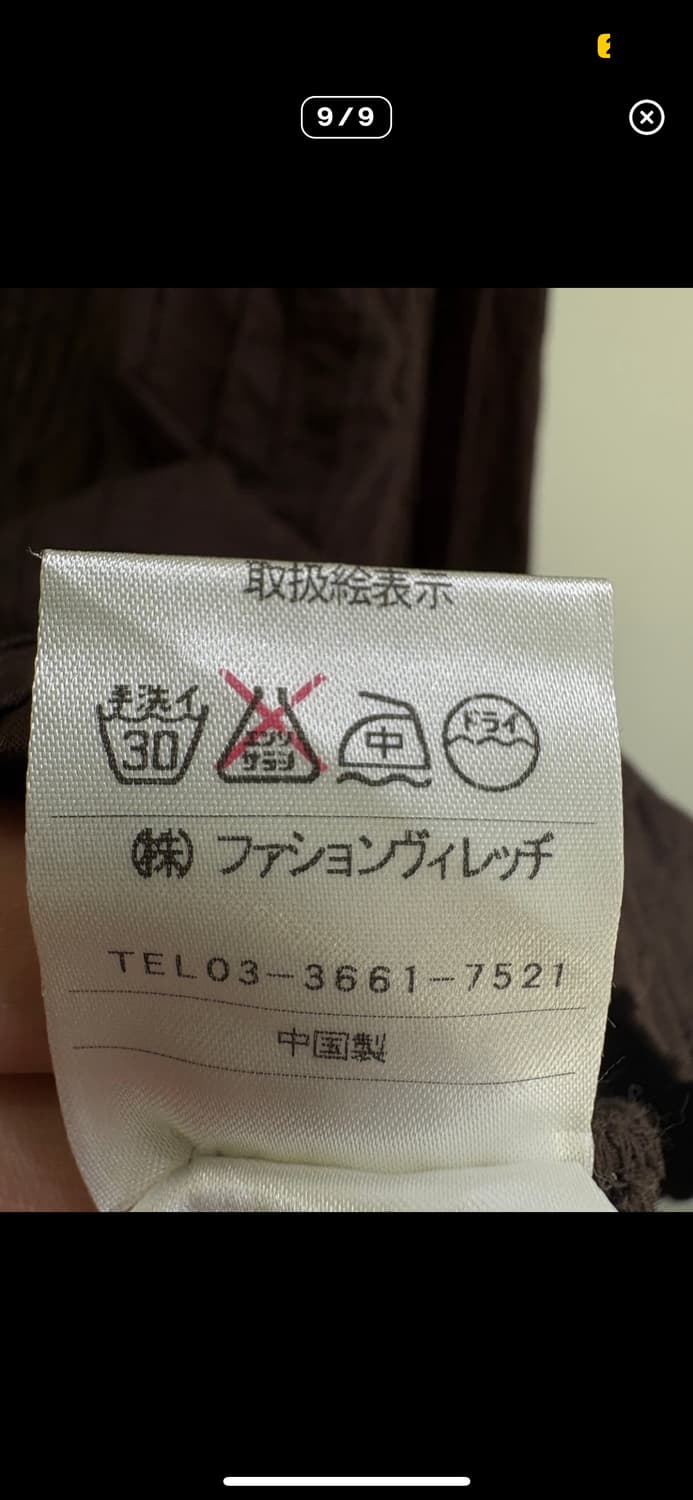 9/9
取扱絵表示
手洗イ 30 エンソ サラシ 中 ドライ
(株) ファションヴィレッヂ
TEL03-3661-7521
中国製